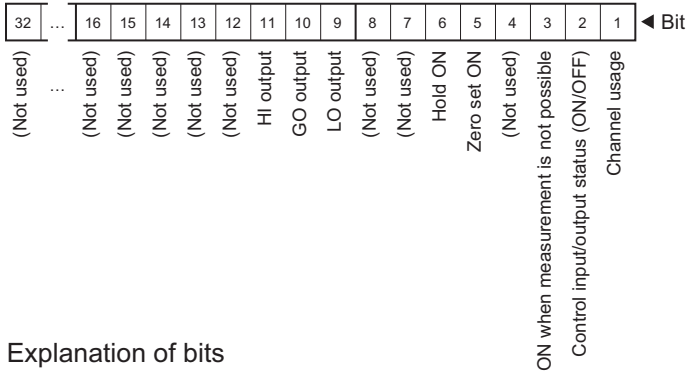 32 ... 16 15 14 13 12 11 10 9 8 7 6 5 4 3 2 1 ◀ Bit
(Not used)
...
(Not used)
(Not used)
(Not used)
(Not used)
(Not used)
HI output
GO output
LO output
(Not used)
(Not used)
Hold ON
Zero set ON
(Not used)
ON when measurement is not possible
Control input/output status (ON/OFF)
Channel usage
Explanation of bits